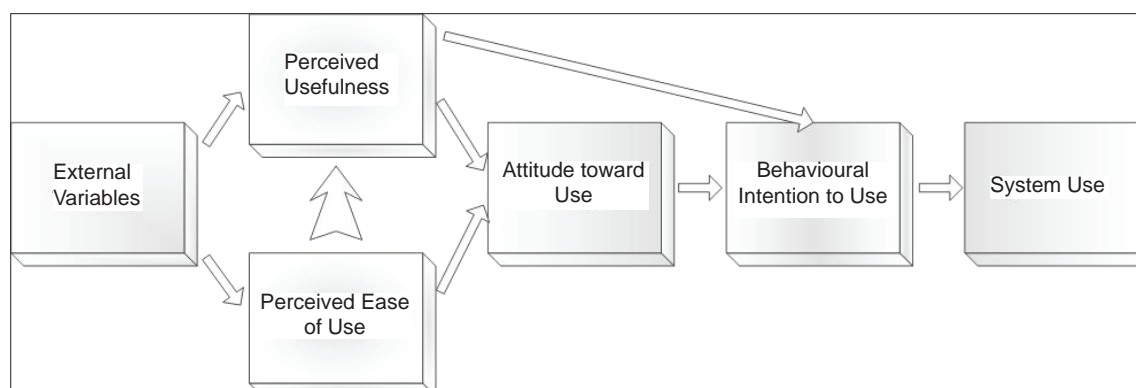 External
Variables
Perceived
Usefulness
Perceived Ease
of Use
Attitude toward
Use
Behavioural
Intention to Use
System Use